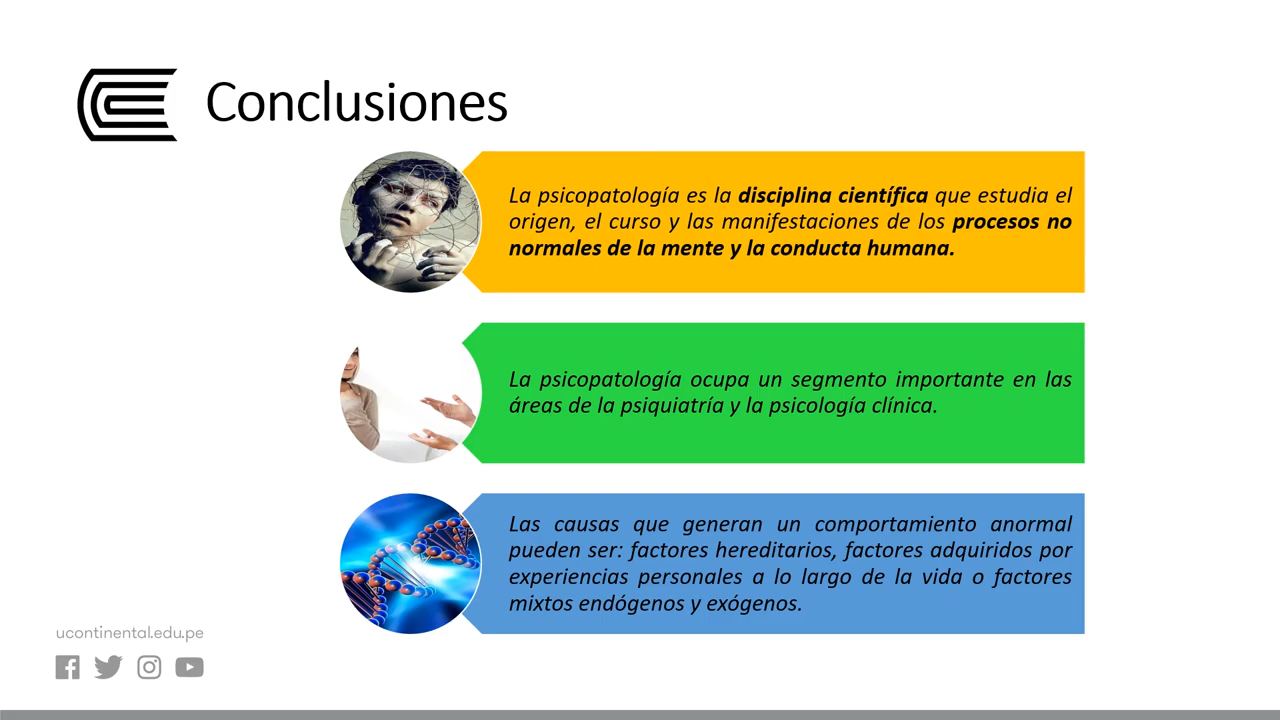 Conclusiones
La psicopatología es la disciplina científica que estudia el
origen, el curso y las manifestaciones de los procesos no
normales de la mente y la conducta humana.
La psicopatología ocupa un segmento importante en las
áreas de la psiquiatría y la psicología clínica.
Las causas que generan un comportamiento anormal
pueden ser: factores hereditarios, factores adquiridos por
experiencias personales a lo largo de la vida o factores
mixtos endógenos y exógenos.
ucontinental.edu.pe